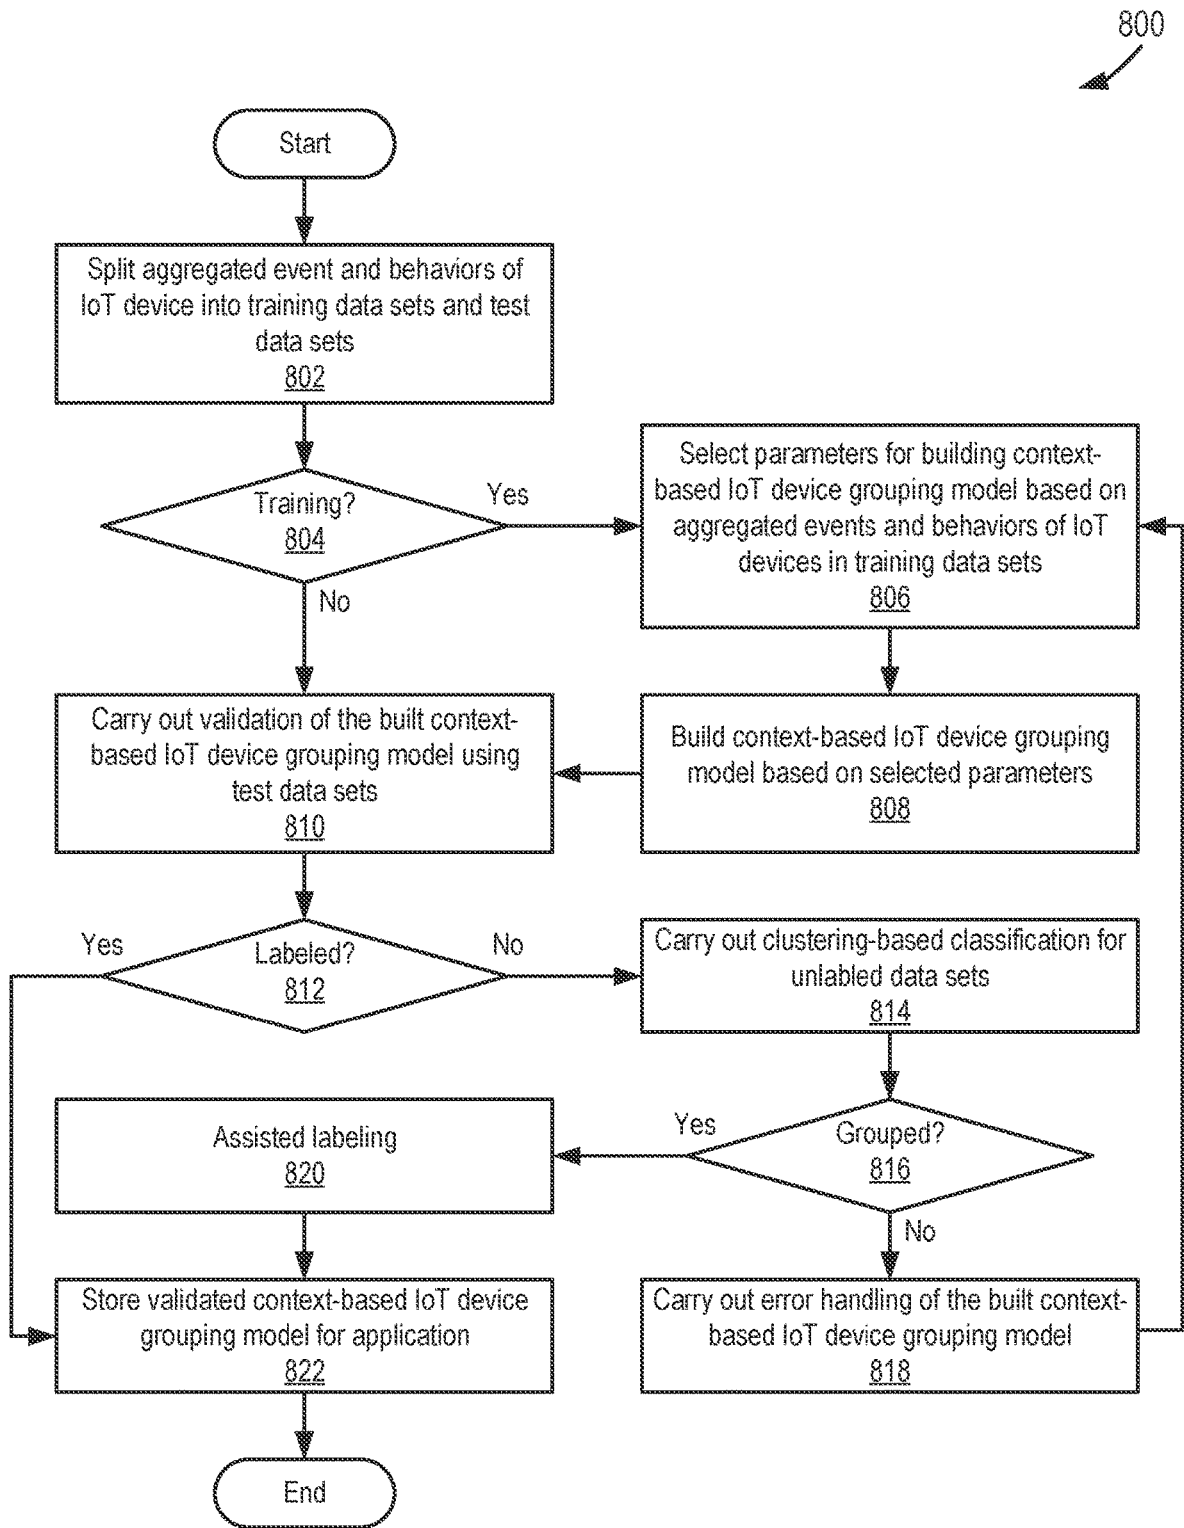 800
Start
Split aggregated event and behaviors of
IoT device into training data sets and test
data sets
802
Training?
804
Yes
No
Select parameters for building context-
based IoT device grouping model based on
aggregated events and behaviors of IoT
devices in training data sets
806
Carry out validation of the built context-
based IoT device grouping model using
test data sets
810
Build context-based IoT device grouping
model based on selected parameters
808
Yes
Labeled?
812
No
Carry out clustering-based classification for
unlabled data sets
814
Assisted labeling
820
Yes
Grouped?
816
No
Store validated context-based IoT device
grouping model for application
822
Carry out error handling of the built context-
based IoT device grouping model
818
End